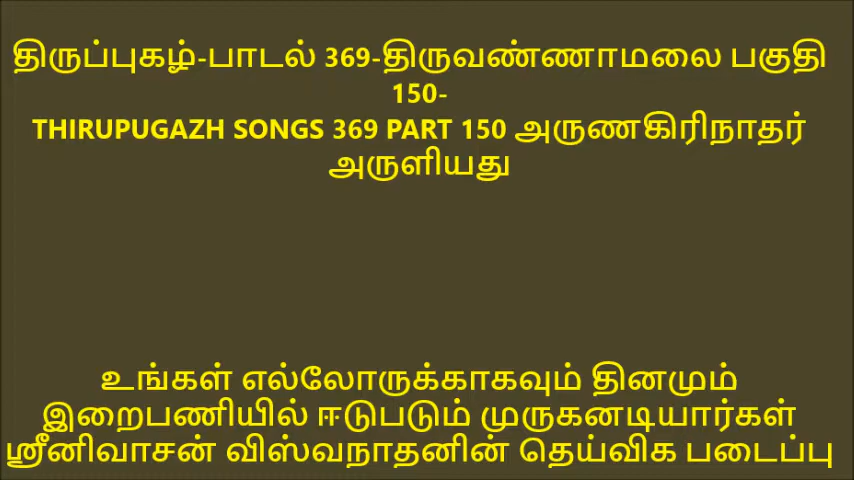 திருப்புகழ்-பாடல் 369-திருவண்ணாமலை பகுதி
150-
THIRUPUGAZH SONGS 369 PART 150 அருணகிரிநாதர்
அருளியது
உங்கள் எல்லோருக்காகவும் தினமும்
இறைபணியில் ஈடுபடும் முருகனடியார்கள்
ஸ்ரீனிவாசன் விஸ்வநாதனின் தெய்விக படைப்பு